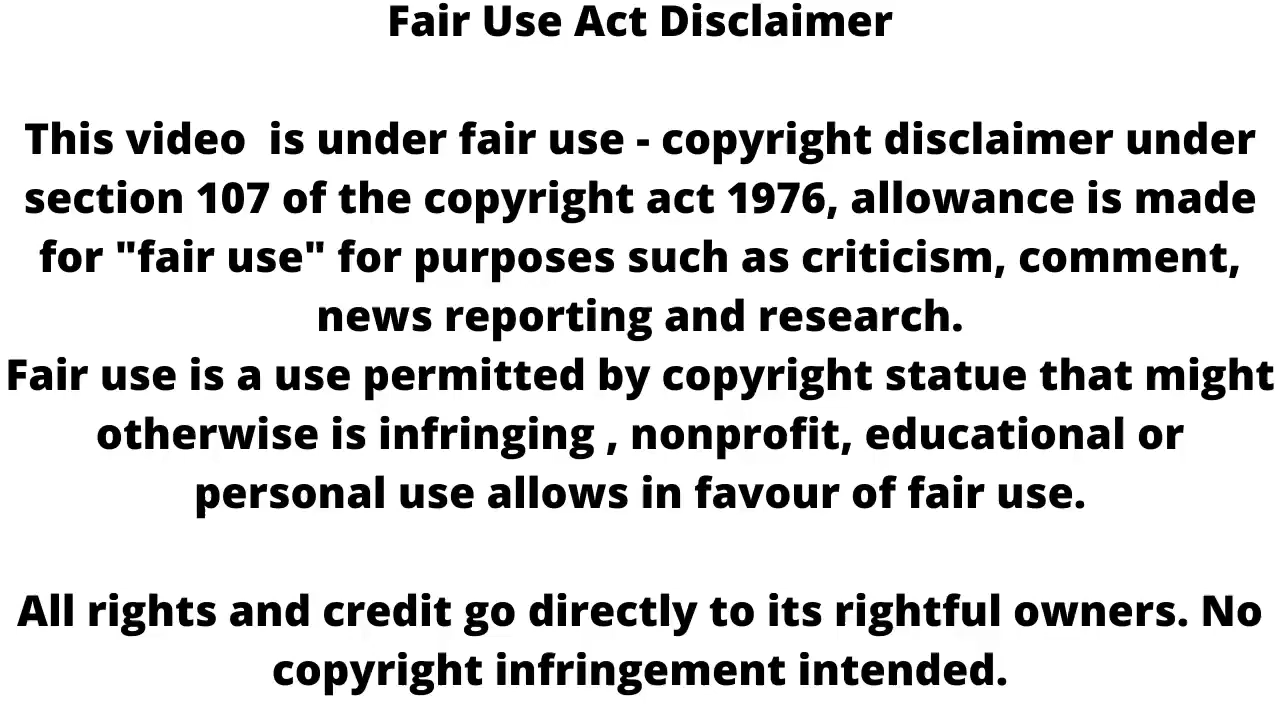 Fair Use Act Disclaimer
This video  is under fair use - copyright disclaimer under
section 107 of the copyright act 1976, allowance is made
for "fair use" for purposes such as criticism, comment,
news reporting and research.
Fair use is a use permitted by copyright statue that might
otherwise is infringing , nonprofit, educational or
personal use allows in favour of fair use.
All rights and credit go directly to its rightful owners. No
copyright infringement intended.